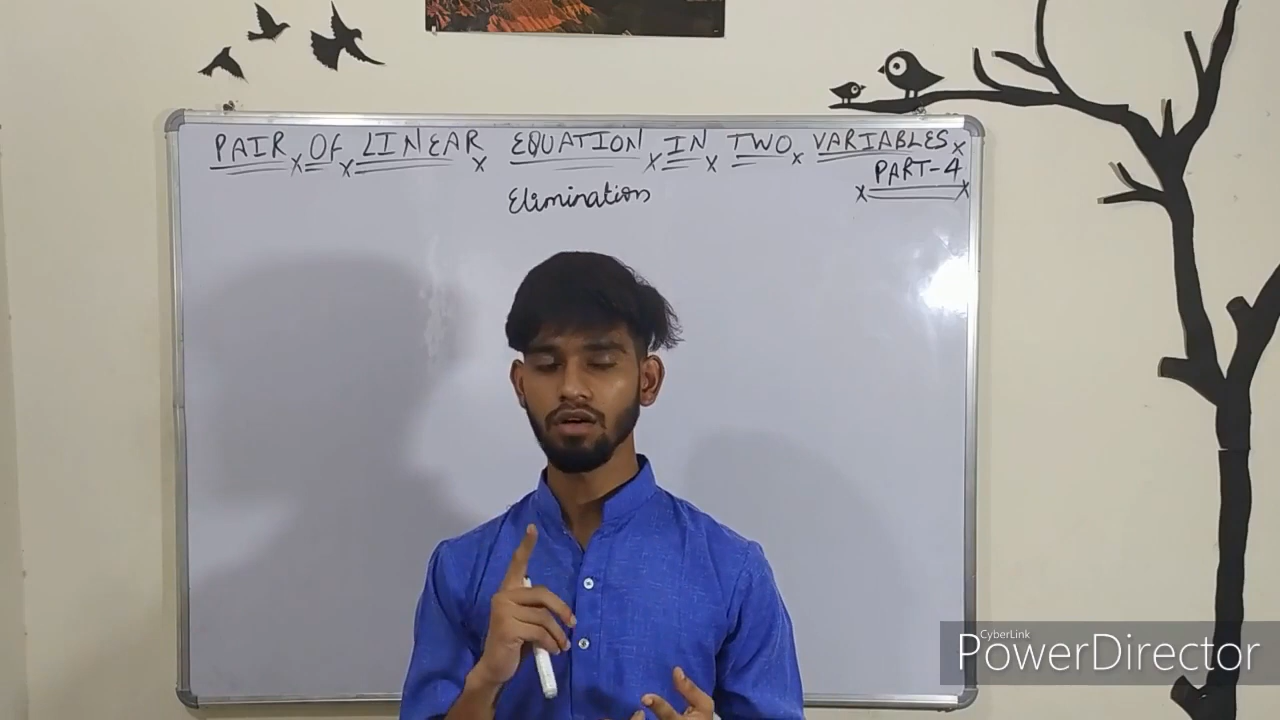 PAIR OF LINEAR EQUATION IN TWO VARIABLES
PART-4
Elimination
CyberLink
PowerDirector